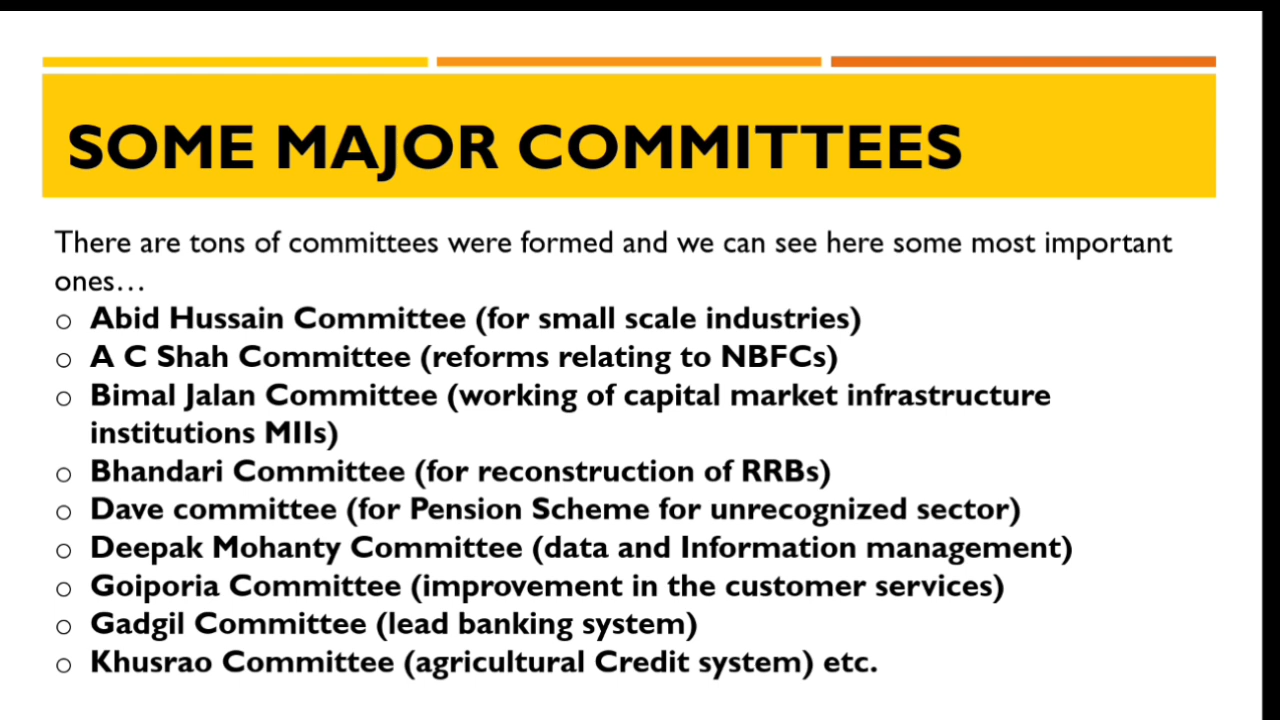 SOME MAJOR COMMITTEES
There are tons of committees were formed and we can see here some most important
ones…
o Abid Hussain Committee (for small scale industries)
o A C Shah Committee (reforms relating to NBFCs)
o Bimal Jalan Committee (working of capital market infrastructure
institutions MIIs)
o Bhandari Committee (for reconstruction of RRBs)
o Dave committee (for Pension Scheme for unrecognized sector)
o Deepak Mohanty Committee (data and Information management)
o Goiporia Committee (improvement in the customer services)
o Gadgil Committee (lead banking system)
o Khusrao Committee (agricultural Credit system) etc.